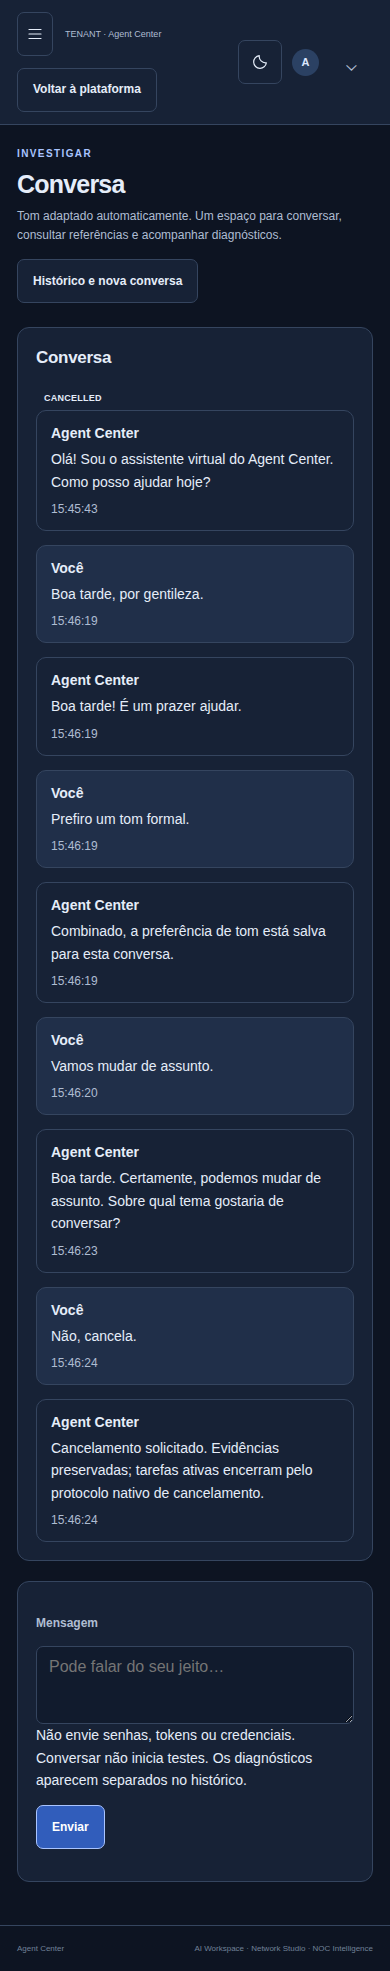 TENANT · Agent Center
Voltar à plataforma
A
INVESTIGAR
Conversa
Tom adaptado automaticamente. Um espaço para conversar,
consultar referências e acompanhar diagnósticos.
Histórico e nova conversa
Conversa
CANCELLED
Agent Center
Olá! Sou o assistente virtual do Agent Center.
Como posso ajudar hoje?
15:45:43
Você
Boa tarde, por gentileza.
15:46:19
Agent Center
Boa tarde! É um prazer ajudar.
15:46:19
Você
Prefiro um tom formal.
15:46:19
Agent Center
Combinado, a preferência de tom está salva
para esta conversa.
15:46:19
Você
Vamos mudar de assunto.
15:46:20
Agent Center
Boa tarde. Certamente, podemos mudar de
assunto. Sobre qual tema gostaria de
conversar?
15:46:23
Você
Não, cancela.
15:46:24
Agent Center
Cancelamento solicitado. Evidências
preservadas; tarefas ativas encerram pelo
protocolo nativo de cancelamento.
15:46:24
Mensagem
Pode falar do seu jeito…
Não envie senhas, tokens ou credenciais.
Conversar não inicia testes. Os diagnósticos
aparecem separados no histórico.
Enviar
Agent Center
AI Workspace · Network Studio · NOC Intelligence